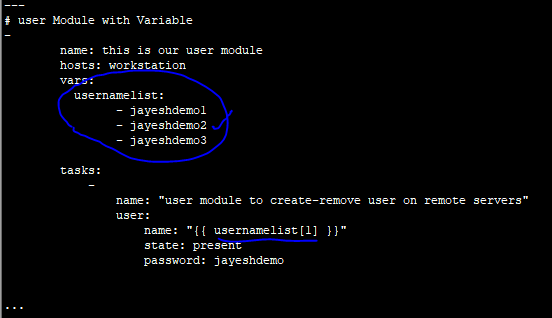 ---
# user Module with Variable
-
name: this is our user module
hosts: workstation
vars:
usernamelist:
- jayeshdemo1
- jayeshdemo2
- jayeshdemo3
tasks:
-
name: "user module to create-remove user on remote servers"
user:
name: "{{ usernamelist[1] }}"
state: present
password: jayeshdemo
...